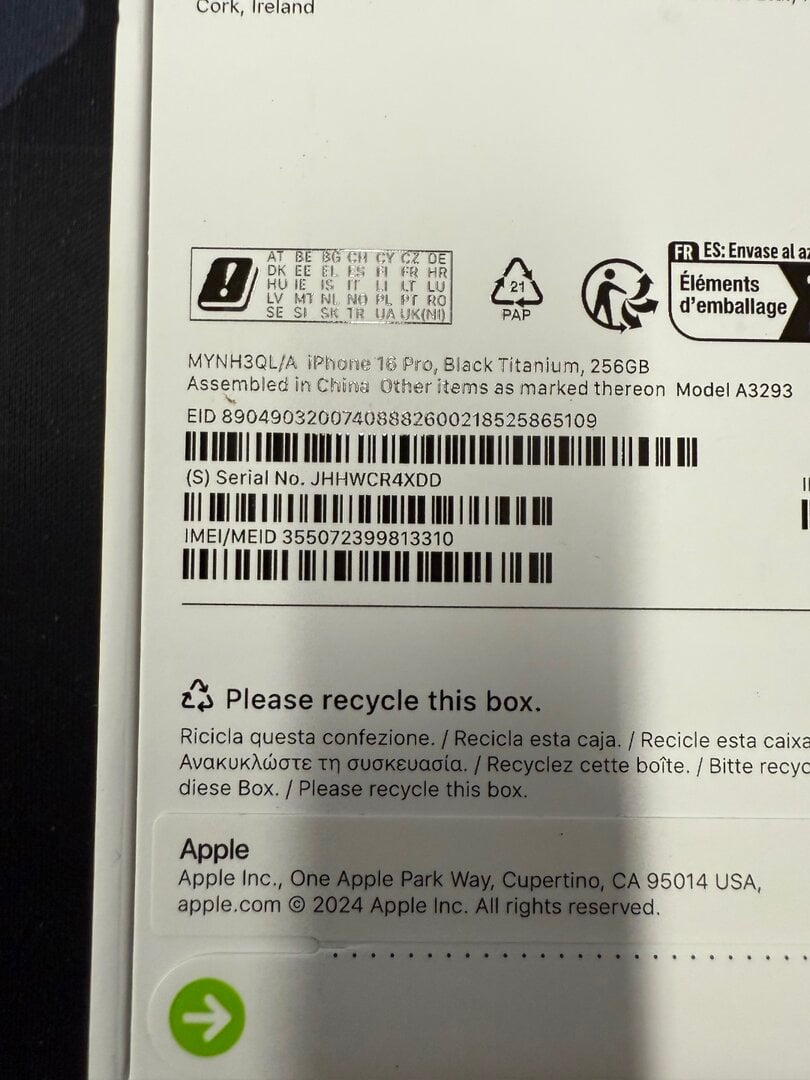 Cork, Ireland
AT BE BG CH CY CZ DE
DK EE EL ES FI FR HR
HU IE IS IT LI LT LU
LV MT NL NO PL PT RO
SE SI SK TR UA UK(NI)
21
PAP
FR ES: Envase al
Éléments
d'emballage
MYNH3QL/A iPhone 16 Pro, Black Titanium, 256GB
Assembled in China Other items as marked thereon Model A3293
EID 89049032007408882600218525865109
(S) Serial No. JHHWCR4XDD
IMEI/MEID 355072399813310
Please recycle this box.
Ricicla questa confezione. / Recicla esta caja. / Recicle esta caixa
Ανακυκλώστε τη συσκευασία. / Recyclez cette boîte. / Bitte recyc
diese Box. / Please recycle this box.
Apple
Apple Inc., One Apple Park Way, Cupertino, CA 95014 USA,
apple.com © 2024 Apple Inc. All rights reserved.